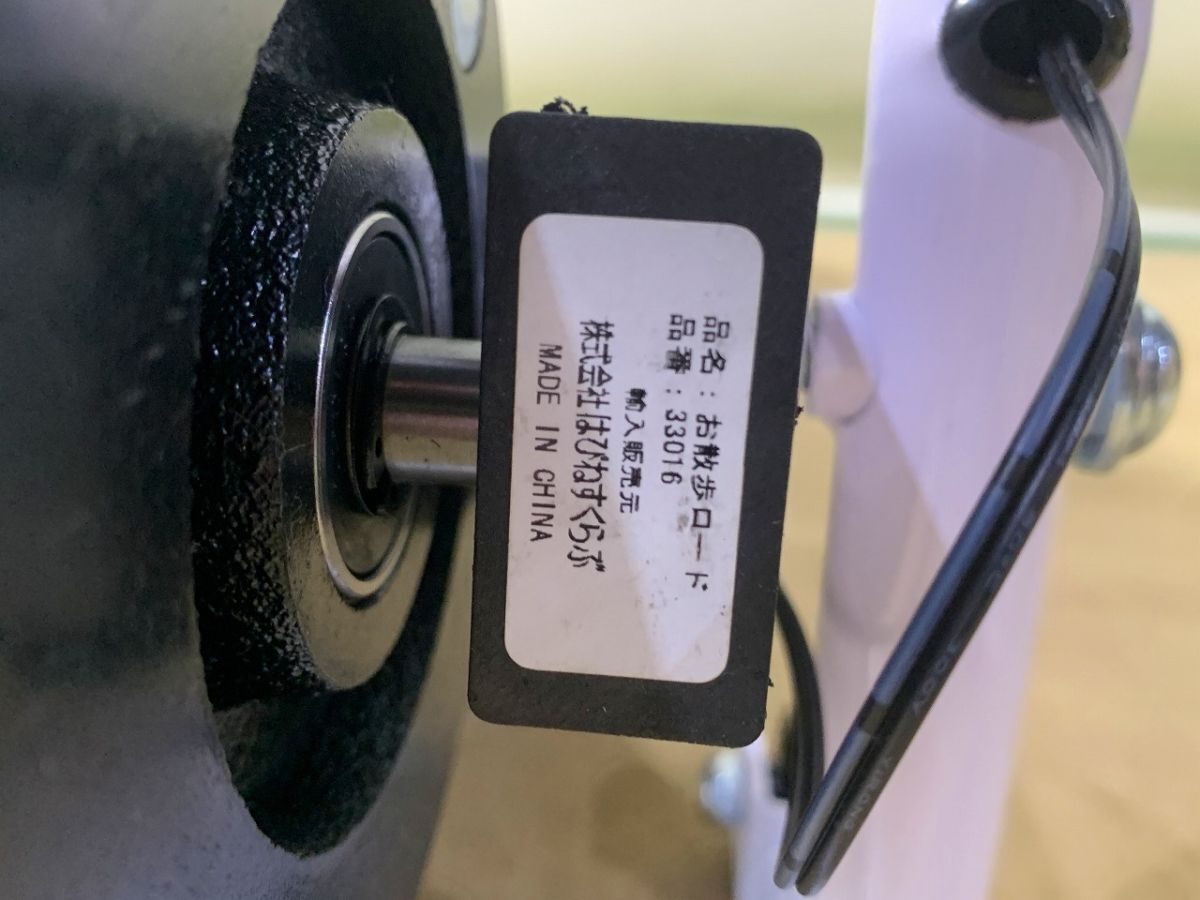 品名：お散歩ロード
品番：33016
輸入販売元
株式会社はぴねすくらぶ
MADE IN CHINA